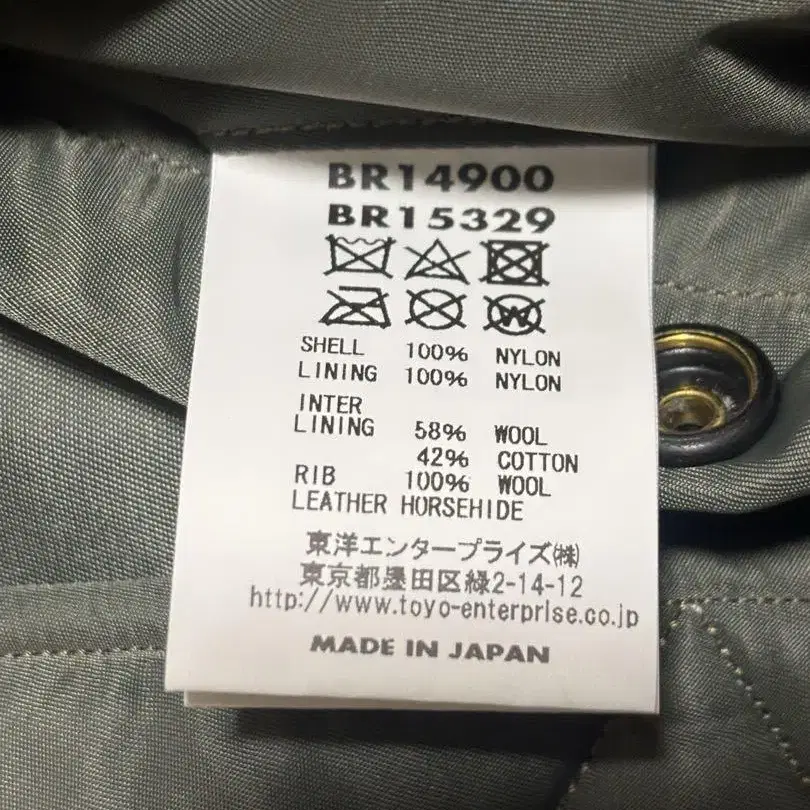 BR14900
BR15329
SHELL 100% NYLON
LINING 100% NYLON
INTER
LINING 58% WOOL
42% COTTON
RIB 100% WOOL
LEATHER HORSEHIDE
東洋エンタープライズ㈱
東京都墨田区緑2-14-12
http://www.toyo-enterprise.co.jp
MADE IN JAPAN